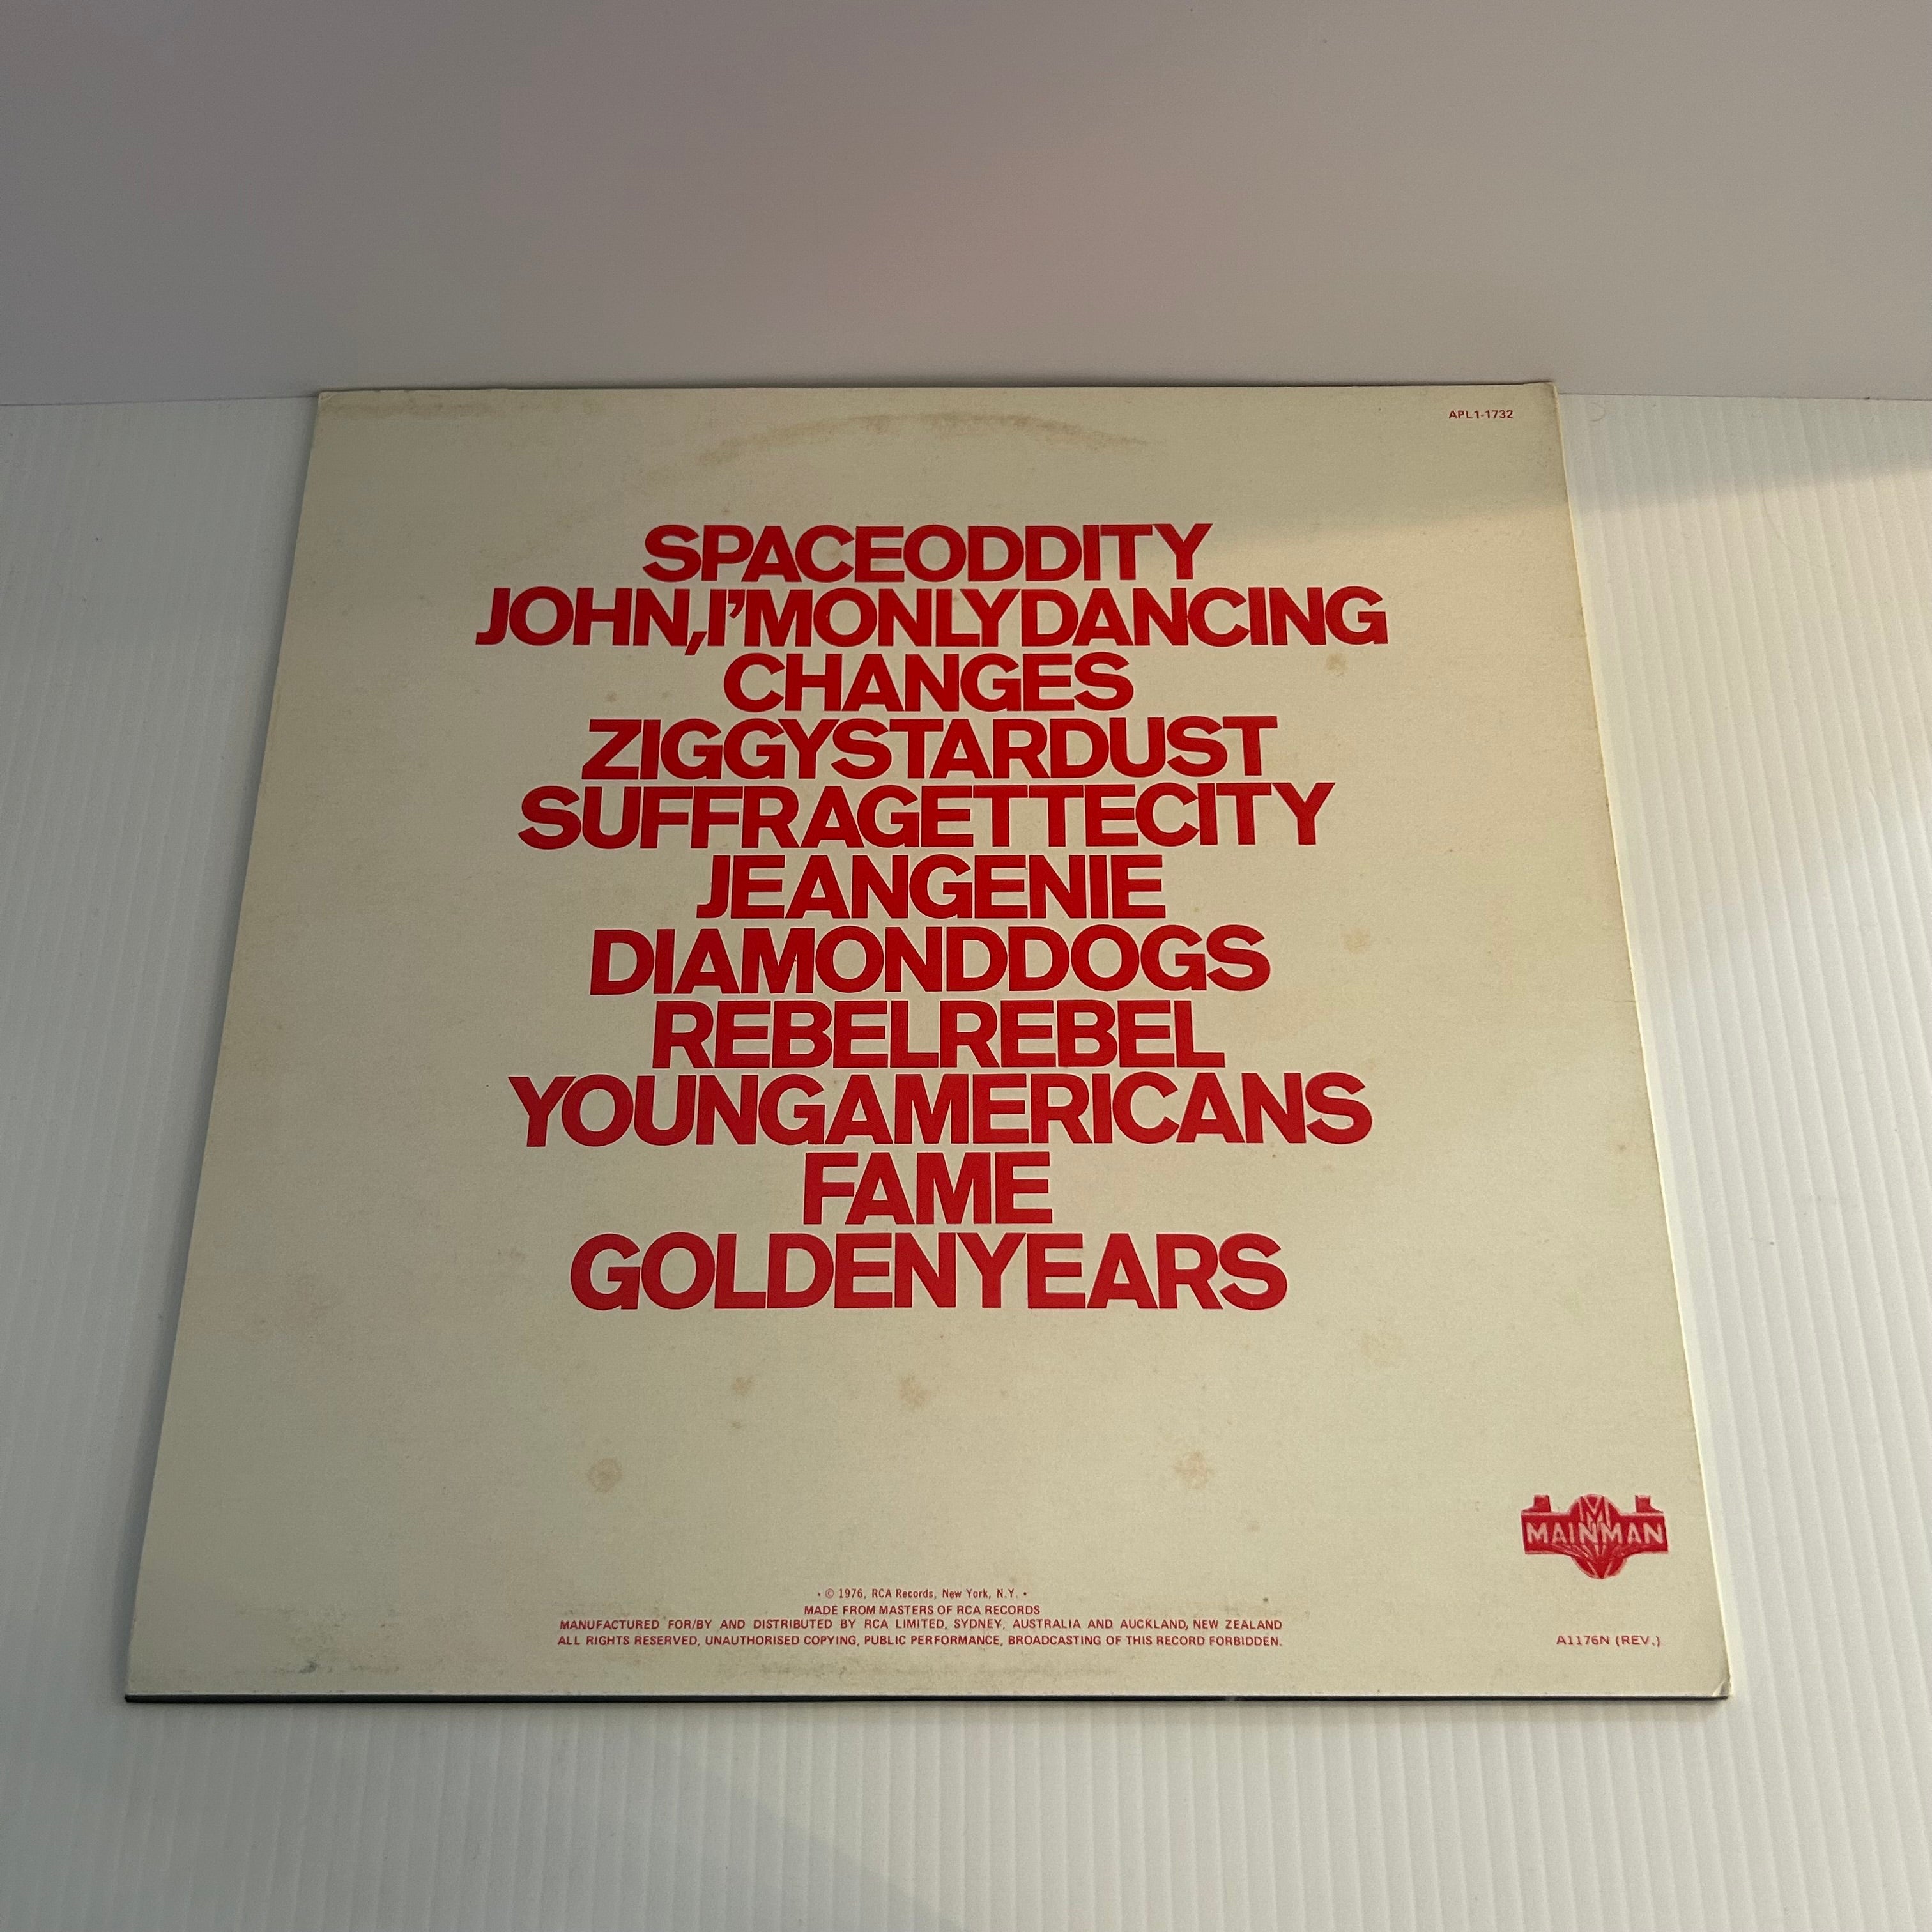 APL1-1732
SPACEODDITY
JOHN,I'MONLYDANCING
CHANGES
ZIGGYSTARDUST
SUFFRAGETTECITY
JEANGENIE
DIAMONDDOGS
REBELREBEL
YOUNGAMERICANS
FAME
GOLDENYEARS
M
MAINMAN
• © 1976, RCA Records, New York, N.Y. •
MADE FROM MASTERS OF RCA RECORDS
MANUFACTURED FOR/BY AND DISTRIBUTED BY RCA LIMITED, SYDNEY, AUSTRALIA AND AUCKLAND, NEW ZEALAND
ALL RIGHTS RESERVED, UNAUTHORISED COPYING, PUBLIC PERFORMANCE, BROADCASTING OF THIS RECORD FORBIDDEN.
A1176N (REV.)